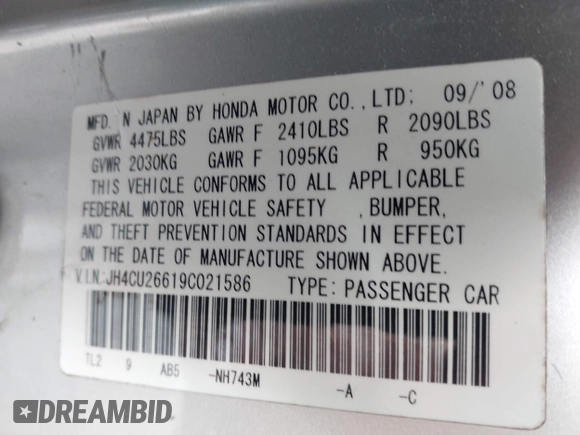 MFD. IN JAPAN BY HONDA MOTOR CO., LTD; 09/'08
GVWR 4475LBS GAWR F 2410LBS R 2090LBS
GVWR 2030KG GAWR F 1095KG R 950KG
THIS VEHICLE CONFORMS TO ALL APPLICABLE
FEDERAL MOTOR VEHICLE SAFETY , BUMPER,
AND THEFT PREVENTION STANDARDS IN EFFECT
ON THE DATE OF MANUFACTURE SHOWN ABOVE.
V.I.N:JH4CU26619C021586 TYPE: PASSENGER CAR
TL2 9 AB5 -NH743M -A -C
DREAMBID